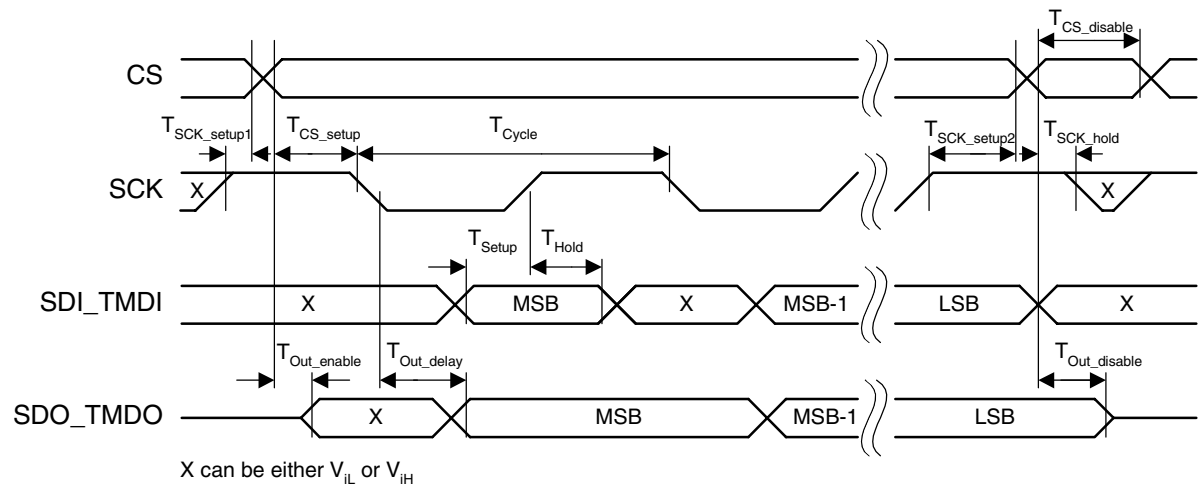 T_CS_disable
CS
T_SCK_setup1 T_CS_setup T_Cycle T_SCK_setup2 T_SCK_hold
SCK X X
T_Setup T_Hold
SDI_TMDI X MSB X MSB-1 LSB X
T_Out_enable T_Out_delay T_Out_disable
SDO_TMDO X MSB MSB-1 LSB
X can be either V_iL or V_iH